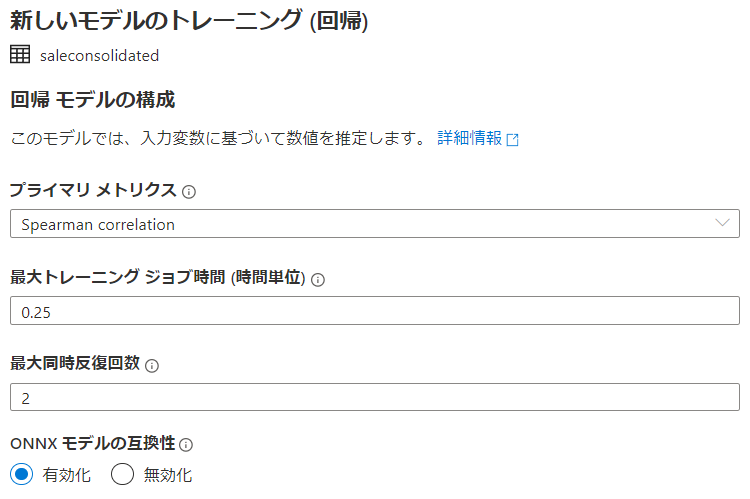 新しいモデルのトレーニング (回帰)
saleconsolidated
回帰 モデルの構成
このモデルでは、入力変数に基づいて数値を推定します。 詳細情報
プライマリ メトリクス
Spearman correlation
最大トレーニング ジョブ時間 (時間単位)
0.25
最大同時反復回数
2
ONNX モデルの互換性
有効化 無効化